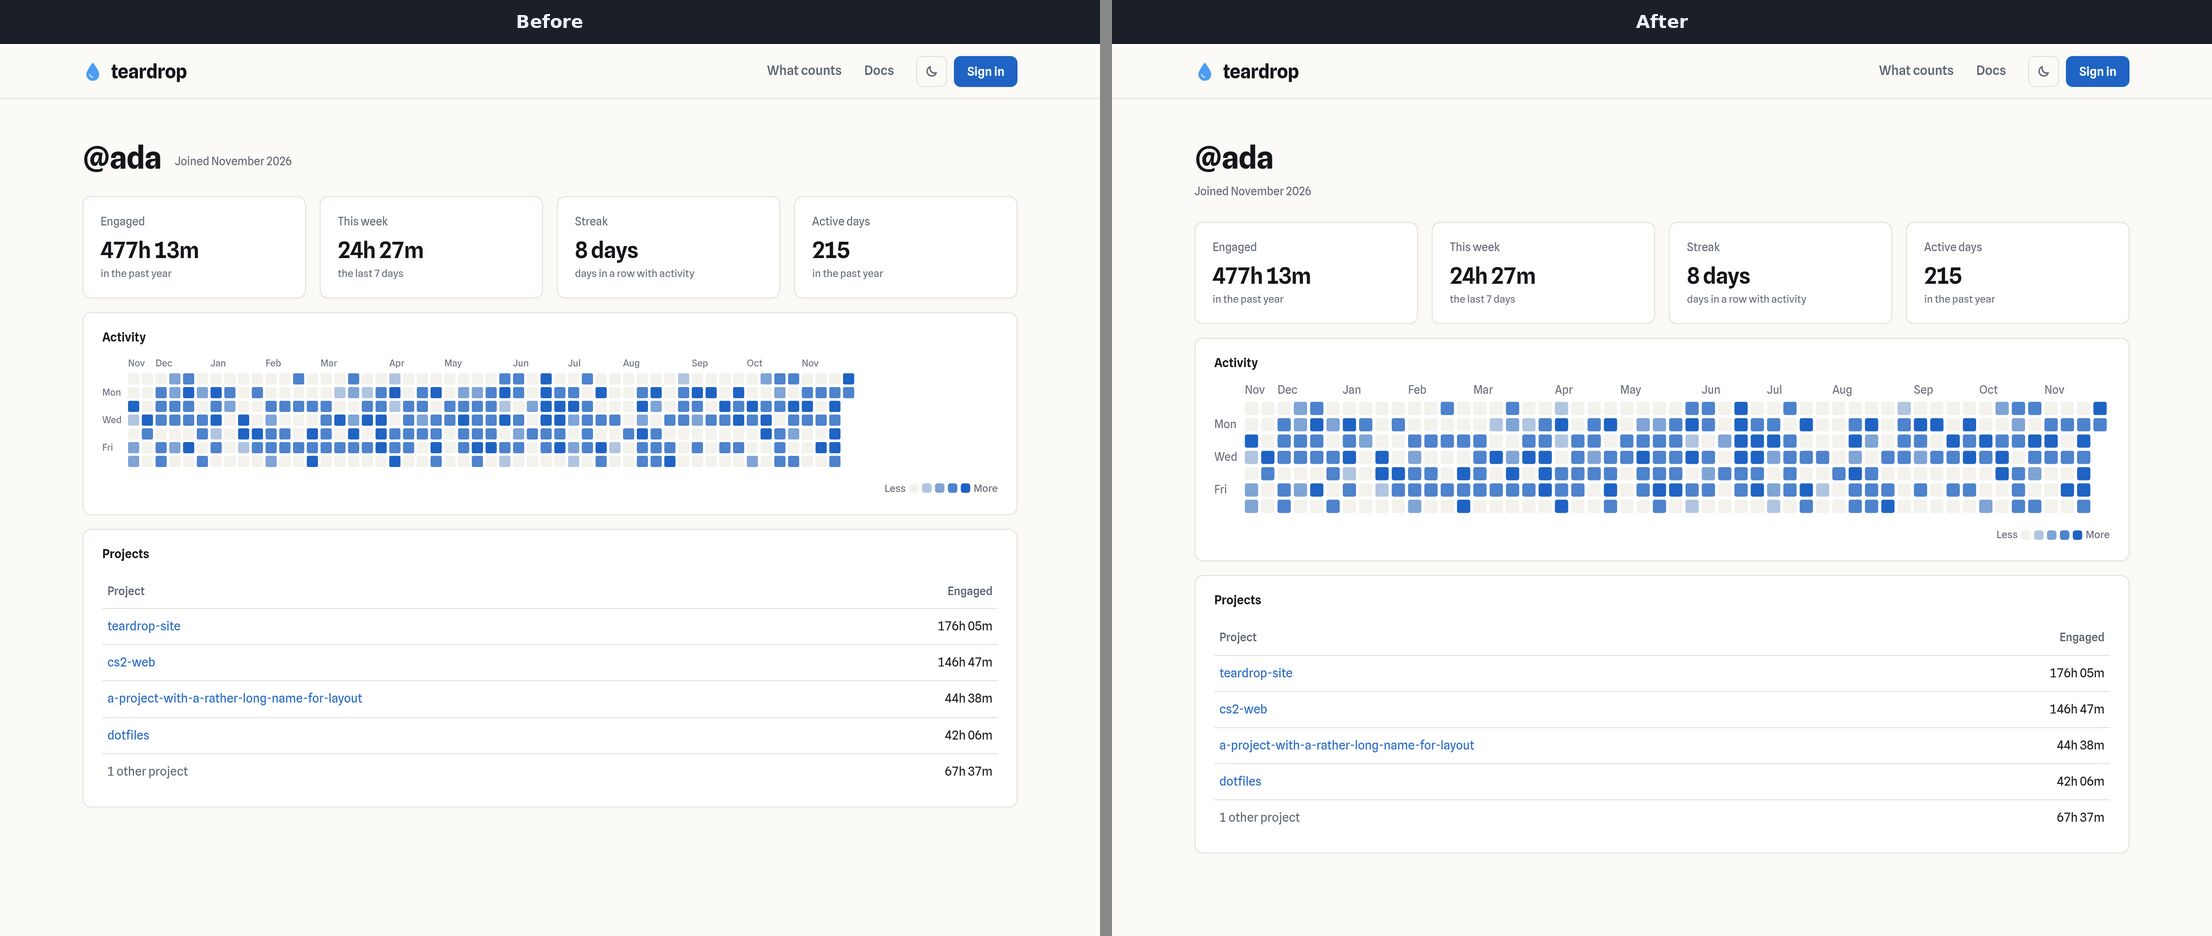 Before
teardrop
What counts
Docs
Sign in
@ada
Joined November 2026
Engaged
477h 13m
in the past year
This week
24h 27m
the last 7 days
Streak
8 days
days in a row with activity
Active days
215
in the past year
Activity
Nov Dec Jan Feb Mar Apr May Jun Jul Aug Sep Oct Nov
Mon
Wed
Fri
Less More
Projects
Project Engaged
teardrop-site 176h 05m
cs2-web 146h 47m
a-project-with-a-rather-long-name-for-layout 44h 38m
dotfiles 42h 06m
1 other project 67h 37m
After
teardrop
What counts
Docs
Sign in
@ada
Joined November 2026
Engaged
477h 13m
in the past year
This week
24h 27m
the last 7 days
Streak
8 days
days in a row with activity
Active days
215
in the past year
Activity
Nov Dec Jan Feb Mar Apr May Jun Jul Aug Sep Oct Nov
Mon
Wed
Fri
Less More
Projects
Project Engaged
teardrop-site 176h 05m
cs2-web 146h 47m
a-project-with-a-rather-long-name-for-layout 44h 38m
dotfiles 42h 06m
1 other project 67h 37m